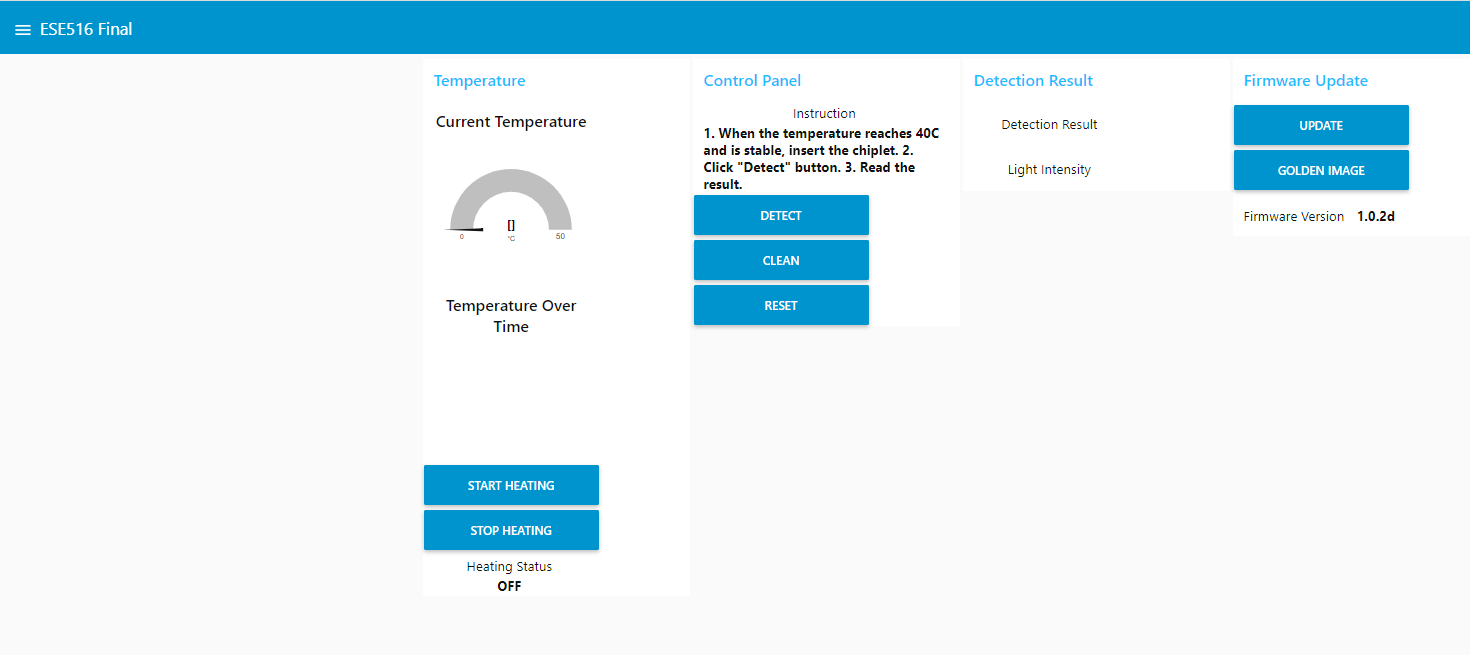 ESE516 Final
Temperature
Current Temperature
[]
0
°C
50
Temperature Over
Time
START HEATING
STOP HEATING
Heating Status
OFF
Control Panel
Instruction
1. When the temperature reaches 40C
and is stable, insert the chiplet. 2.
Click "Detect" button. 3. Read the
result.
DETECT
CLEAN
RESET
Detection Result
Detection Result
Light Intensity
Firmware Update
UPDATE
GOLDEN IMAGE
Firmware Version 1.0.2d